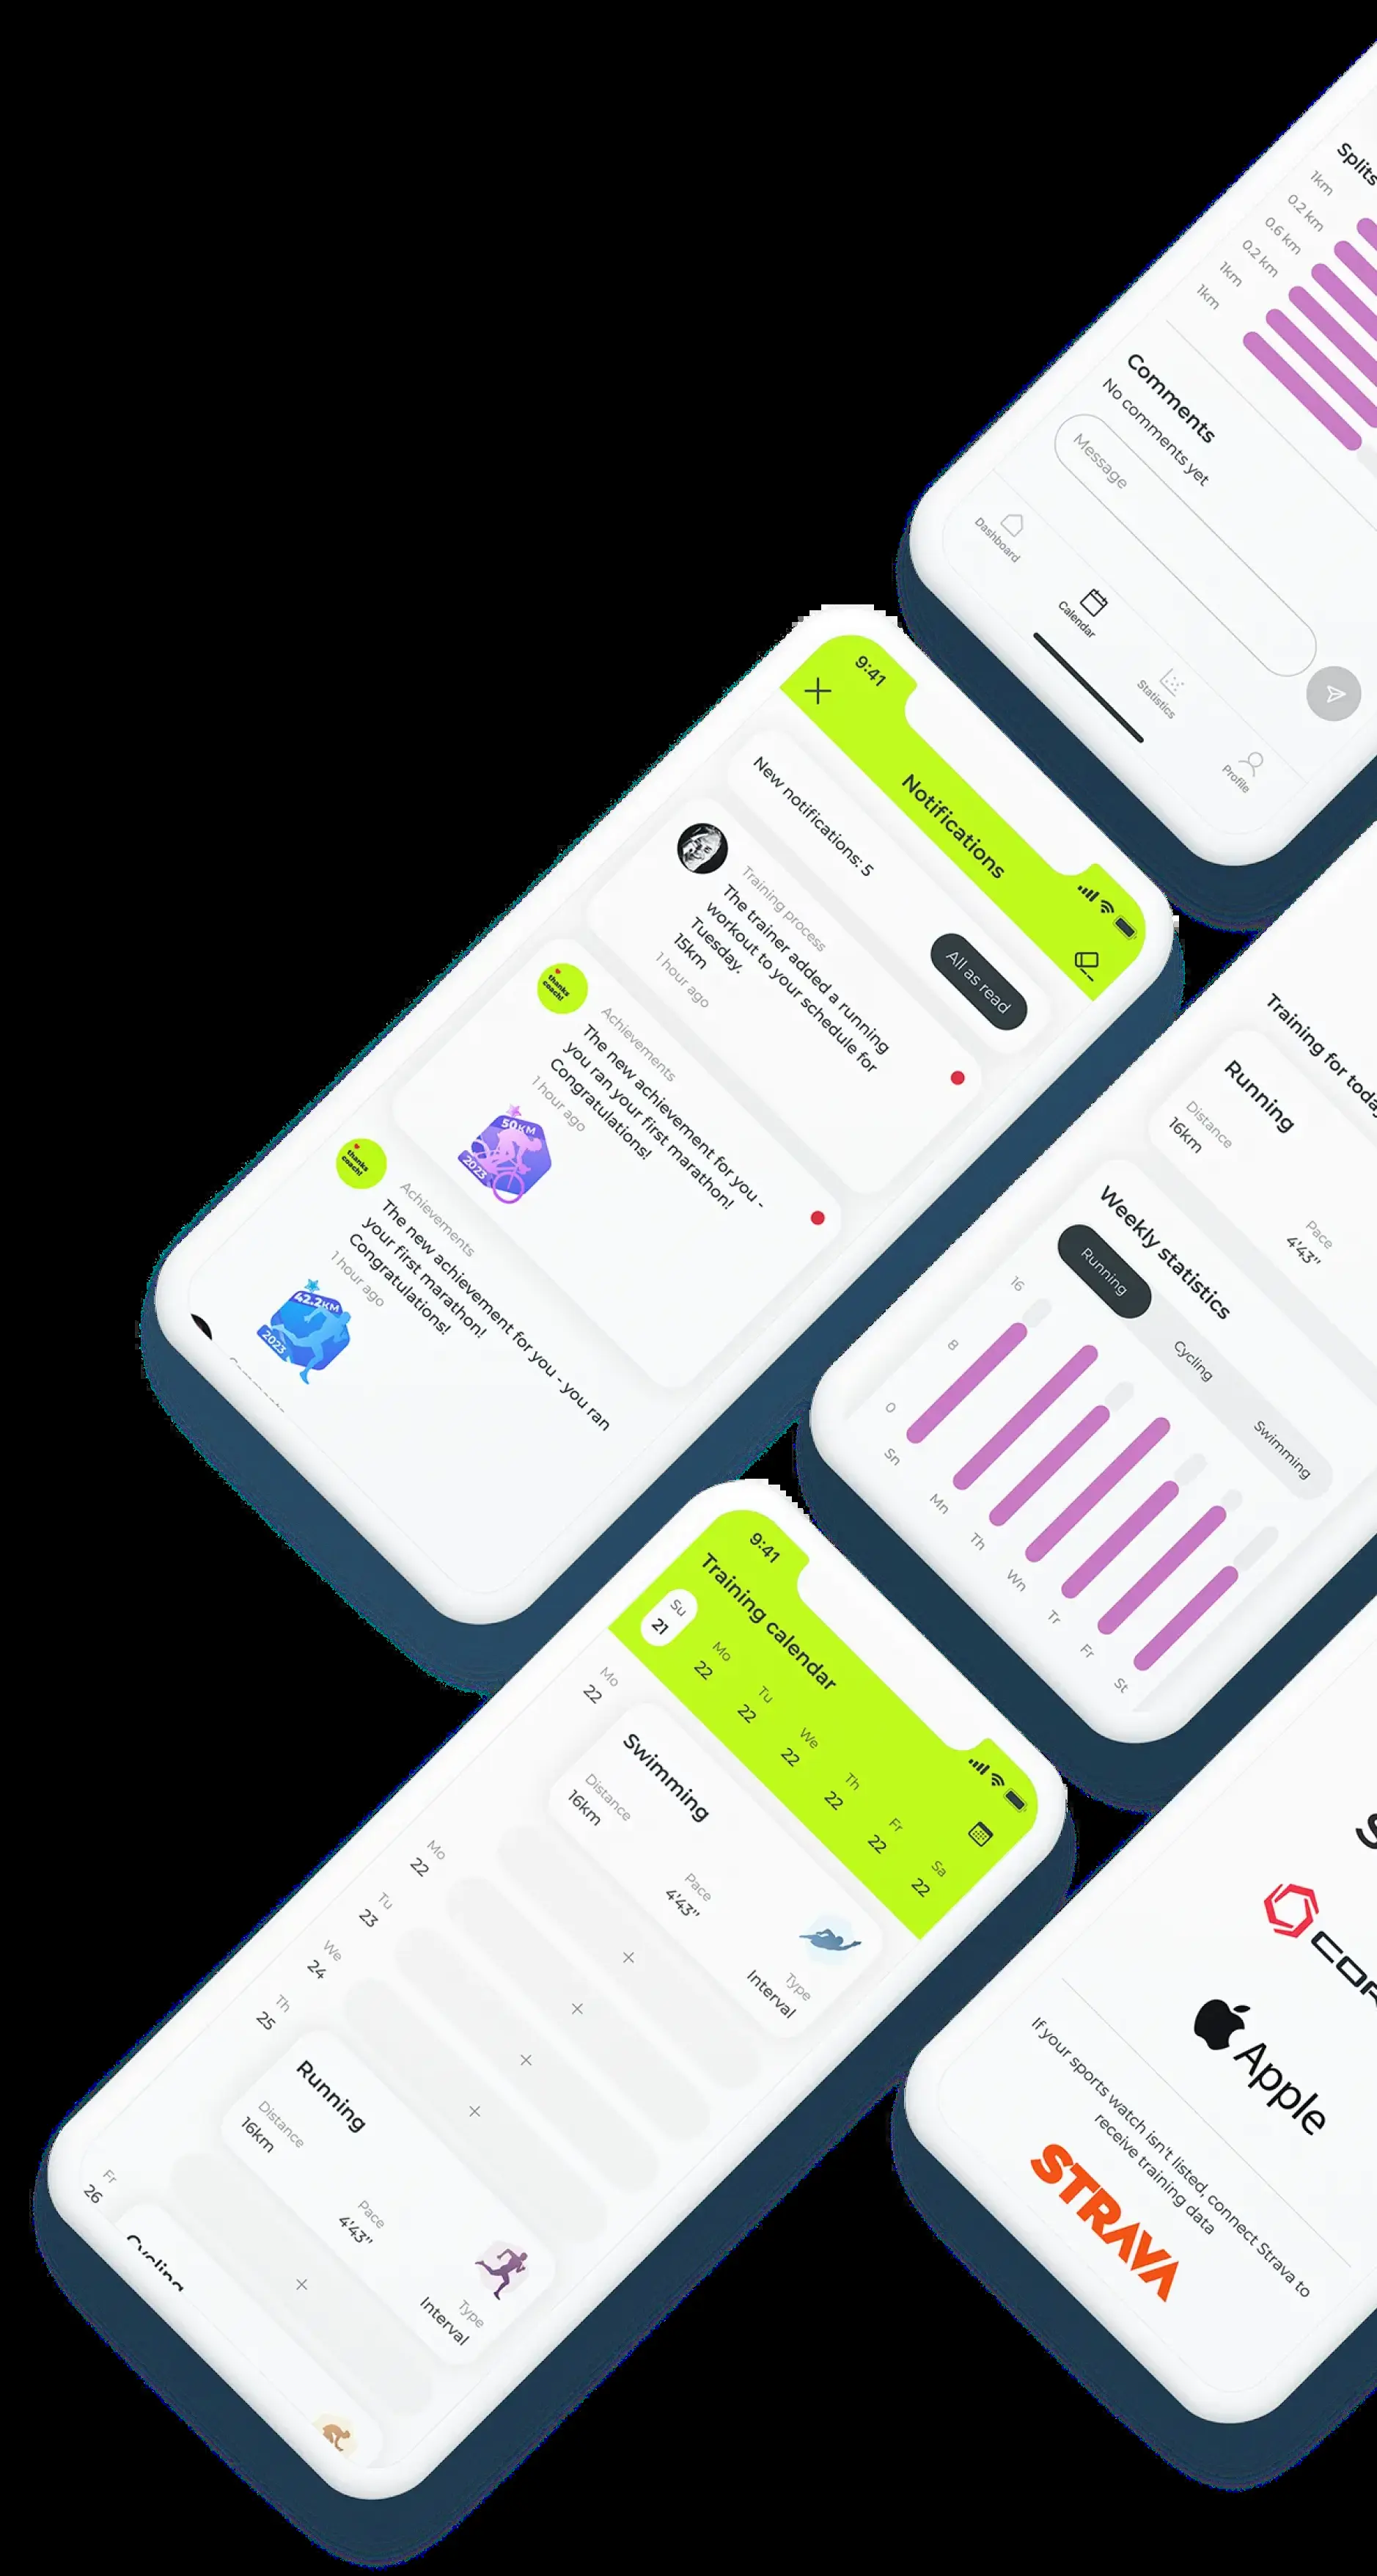 Splits
1km
0.2 km
0.6 km
0.2 km
1km
1km
Comments
No comments yet
Message
Dashboard
Calendar
Statistics
Profile
9:41
Notifications
New notifications: 5
All as read
Training process
The trainer added a running
workout to your schedule for
Tuesday.
15km
1 hour ago
thanks
coach!
Achievements
The new achievement for you -
you ran your first marathon!
Congratulations!
1 hour ago
50KM
2023
thanks
coach!
Achievements
The new achievement for you - you ran
your first marathon!
Congratulations!
1 hour ago
42.2KM
2023
Training for today
Running
Distance
16km
Pace
4'43"
Weekly statistics
Running
Cycling
Swimming
16
8
0
Sn
Mn
Th
Wn
Tr
Fr
St
9:41
Training calendar
Su
21
Mo
22
Tu
22
We
22
Th
22
Fr
22
Sa
22
Mo
22
Swimming
Distance
16km
Pace
4'43"
Type
Interval
Mo
22
Tu
23
We
24
Th
25
Running
Distance
16km
Pace
4'43"
Type
Interval
Fr
26
Cycling
Apple
If your sports watch isn't listed, connect Strava to
receive training data
STRAVA